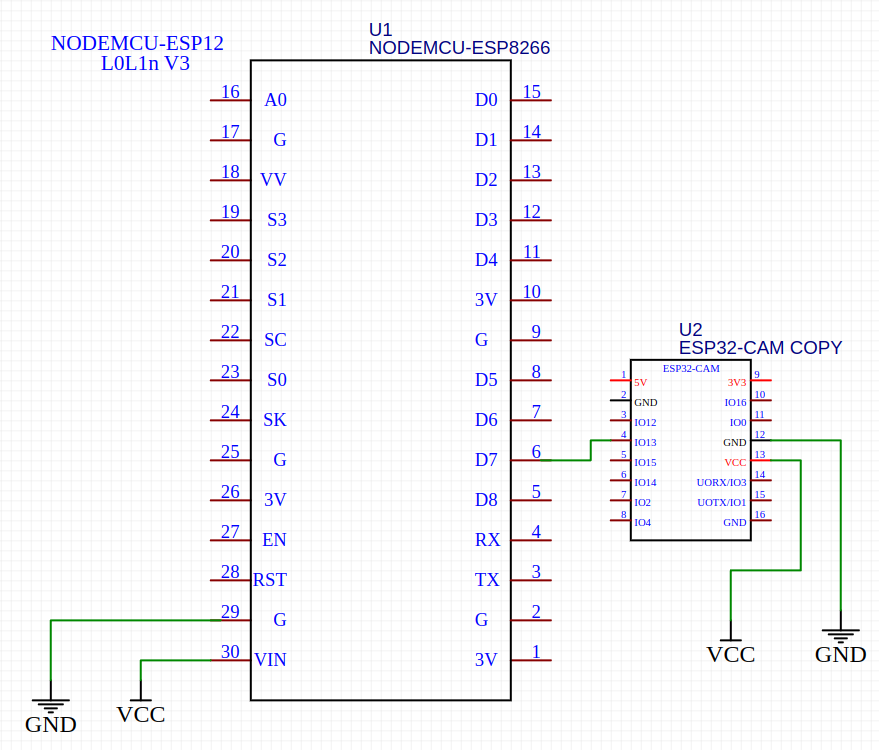 NODEMCU-ESP12
L0L1n V3
U1
NODEMCU-ESP8266
16 A0 D0 15
17 G D1 14
18 VV D2 13
19 S3 D3 12
20 S2 D4 11
21 S1 3V 10
22 SC G 9
23 S0 D5 8
24 SK D6 7
25 G D7 6
26 3V D8 5
27 EN RX 4
28 RST TX 3
29 G G 2
30 VIN 3V 1
GND
VCC
U2
ESP32-CAM COPY
ESP32-CAM
1 5V 3V3 9
2 GND IO16 10
3 IO12 IO0 11
4 IO13 GND 12
5 IO15 VCC 13
6 IO14 UORX/IO3 14
7 IO2 UOTX/IO1 15
8 IO4 GND 16
VCC
GND